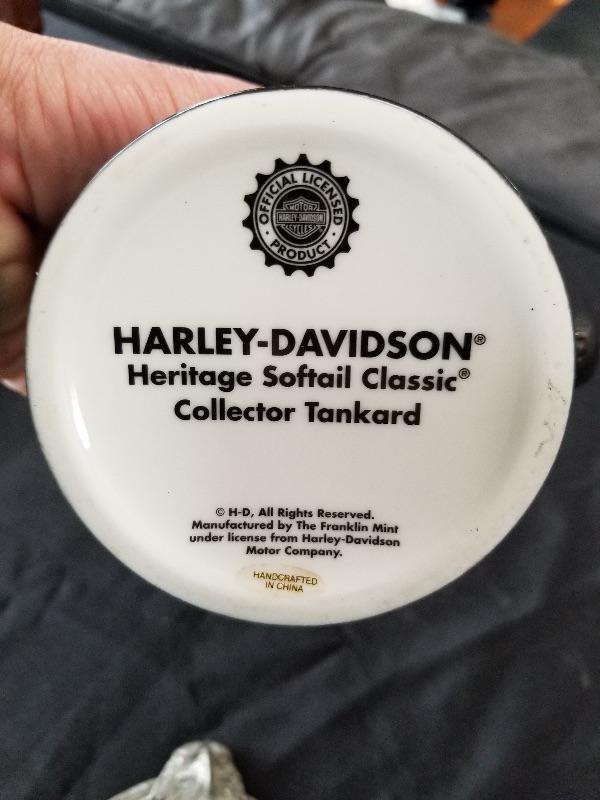 OFFICIAL LICENSED
MOTOR
HARLEY-DAVIDSON
CYCLES
PRODUCT
HARLEY-DAVIDSON®
Heritage Softail Classic®
Collector Tankard
© H-D, All Rights Reserved.
Manufactured by The Franklin Mint
under license from Harley-Davidson
Motor Company.
HANDCRAFTED
IN CHINA